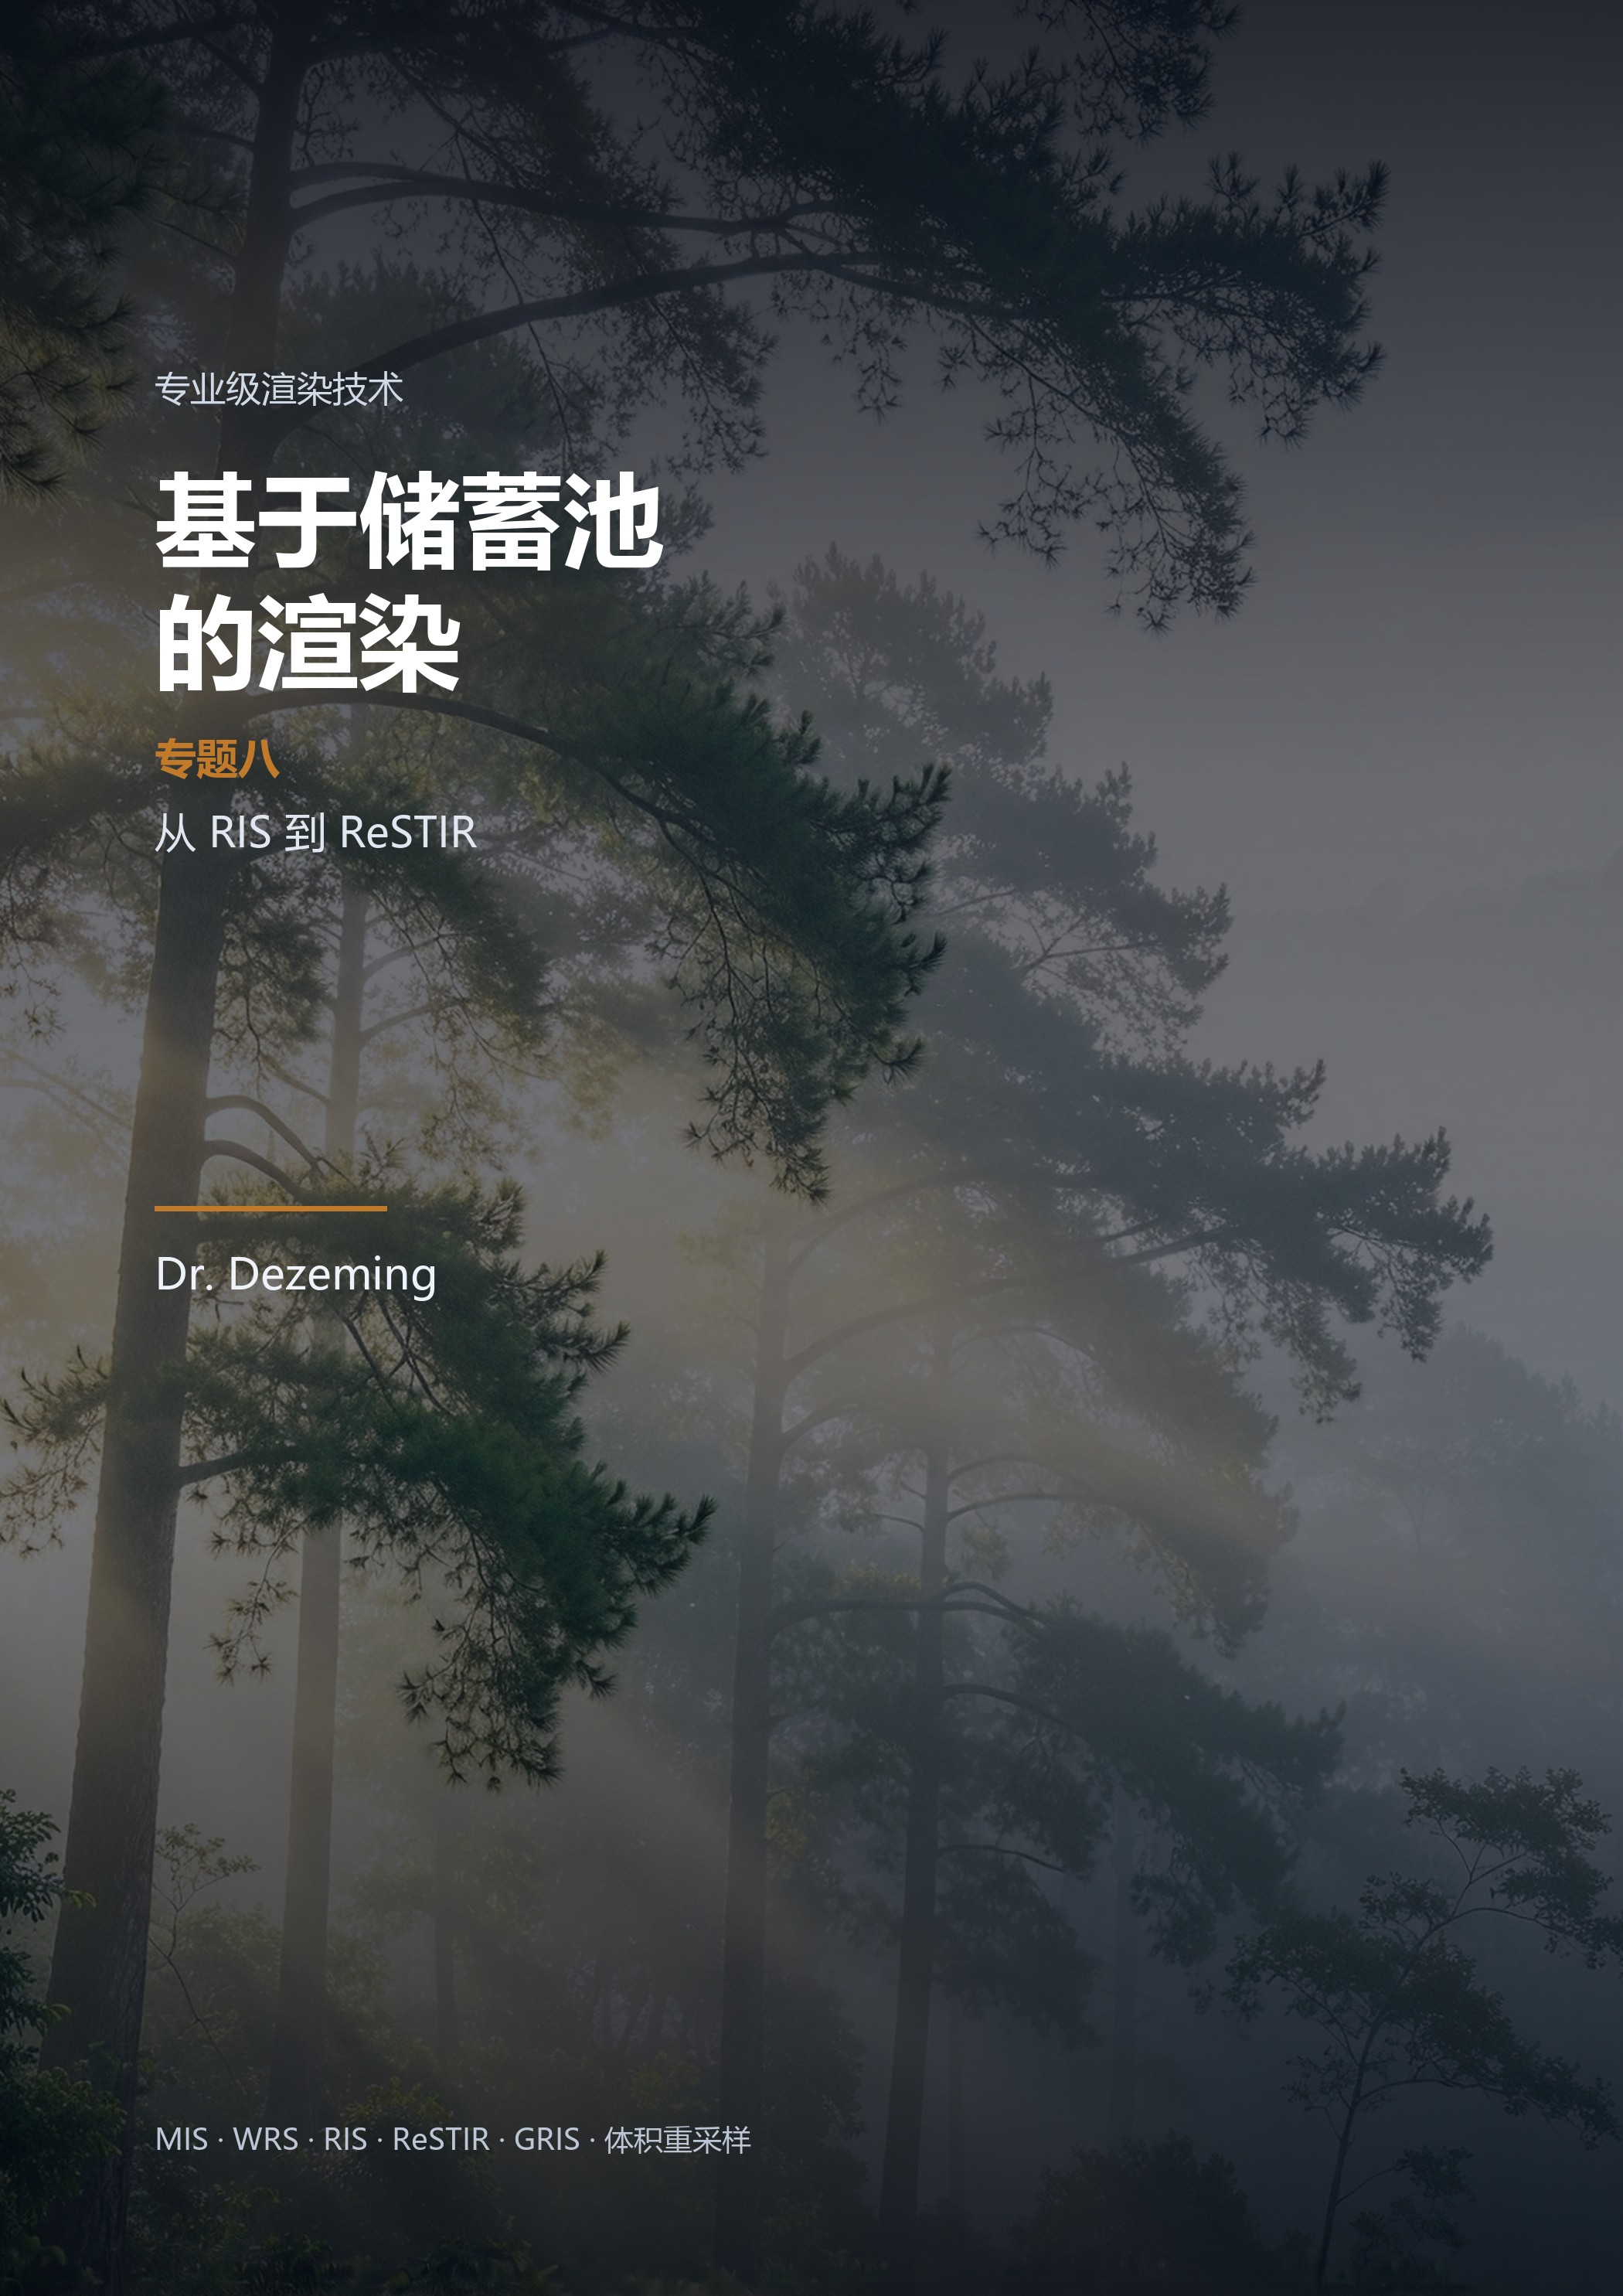 专业级渲染技术
基于储蓄池
的渲染
专题八
从 RIS 到 ReSTIR
Dr. Dezeming
MIS · WRS · RIS · ReSTIR · GRIS · 体积重采样